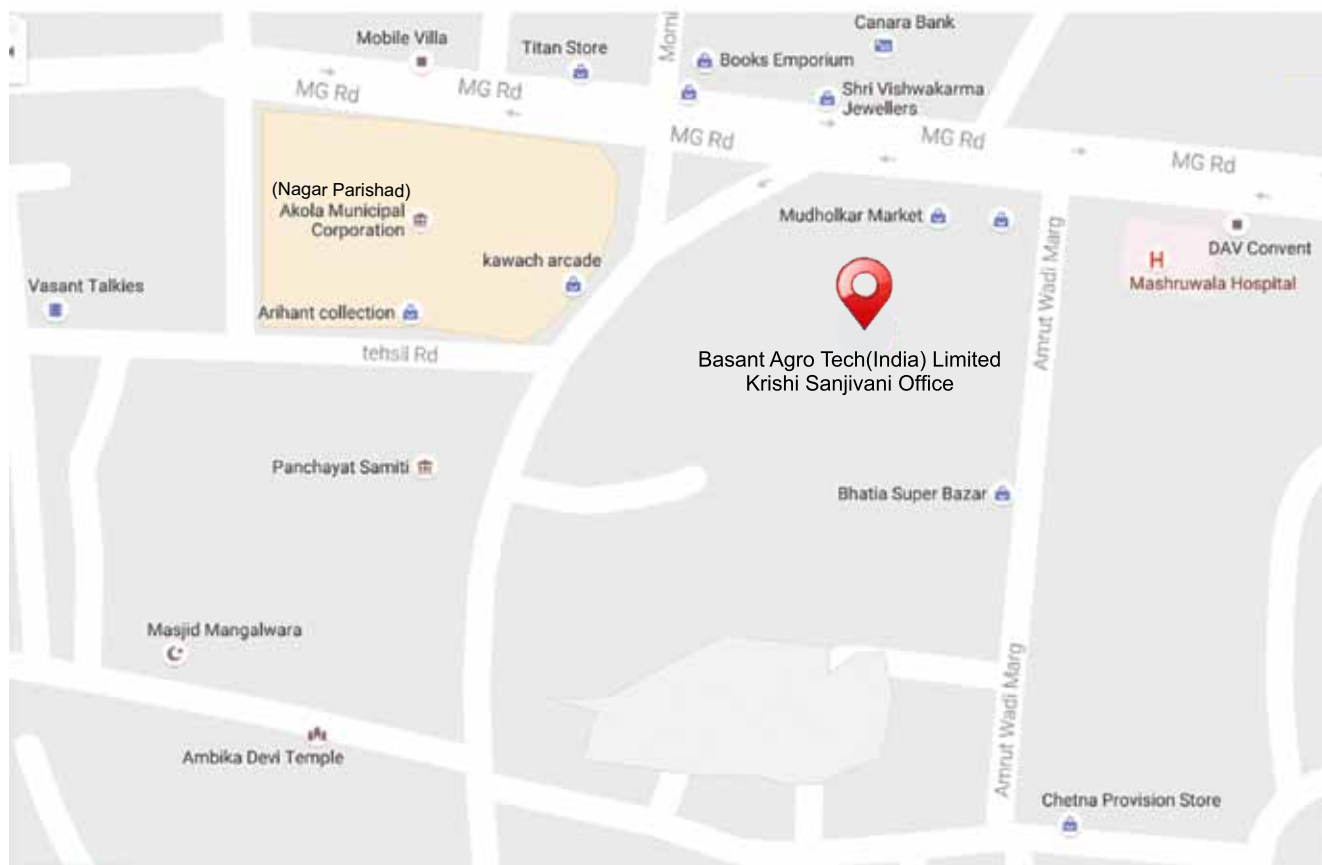 Canara Bank
Mobile Villa
Titan Store
Morni
Books Emporium
MG Rd
MG Rd
Shri Vishwakarma
Jewellers
MG Rd
MG Rd
MG Rd
(Nagar Parishad)
Akola Municipal
Corporation
Mudholkar Market
Amrut Wadi Marg
DAV Convent
kawach arcade
Mashruwala Hospital
H
Vasant Talkies
Arihant collection
tehsil Rd
Basant Agro Tech(India) Limited
Krishi Sanjivani Office
Panchayat Samiti
Bhatia Super Bazar
Masjid Mangalwara
Amrut Wadi Marg
Ambika Devi Temple
Chetna Provision Store